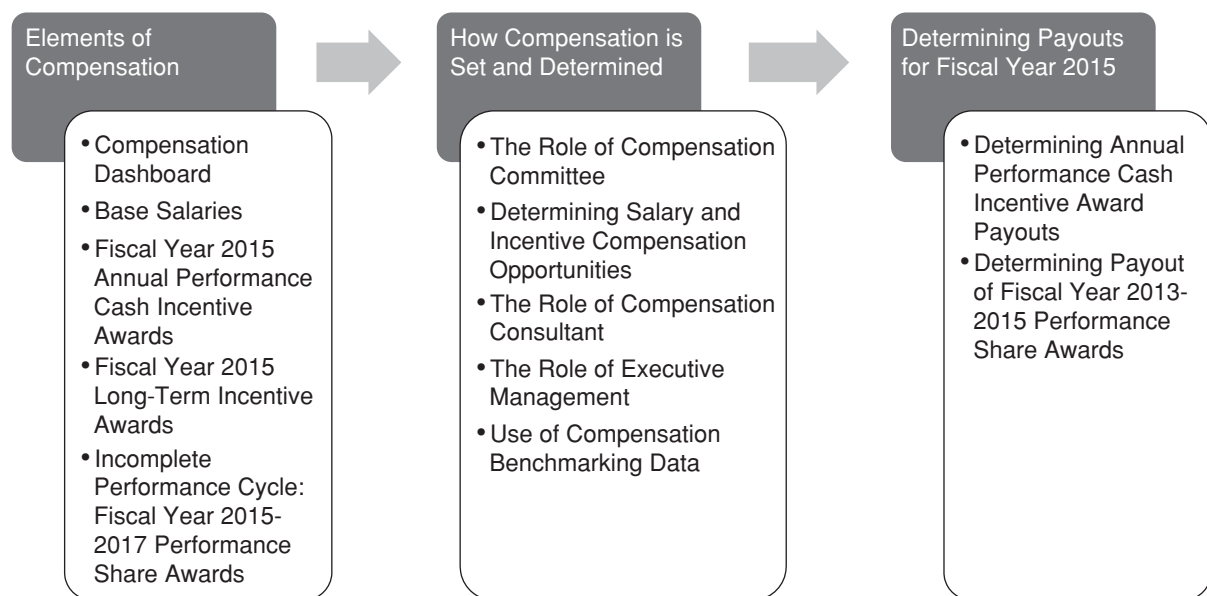 Elements of
Compensation
• Compensation
Dashboard
• Base Salaries
• Fiscal Year 2015
Annual Performance
Cash Incentive
Awards
• Fiscal Year 2015
Long-Term Incentive
Awards
• Incomplete
Performance Cycle:
Fiscal Year 2015-
2017 Performance
Share Awards
How Compensation is
Set and Determined
• The Role of Compensation
Committee
• Determining Salary and
Incentive Compensation
Opportunities
• The Role of Compensation
Consultant
• The Role of Executive
Management
• Use of Compensation
Benchmarking Data
Determining Payouts
for Fiscal Year 2015
• Determining Annual
Performance Cash
Incentive Award
Payouts
• Determining Payout
of Fiscal Year 2013-
2015 Performance
Share Awards